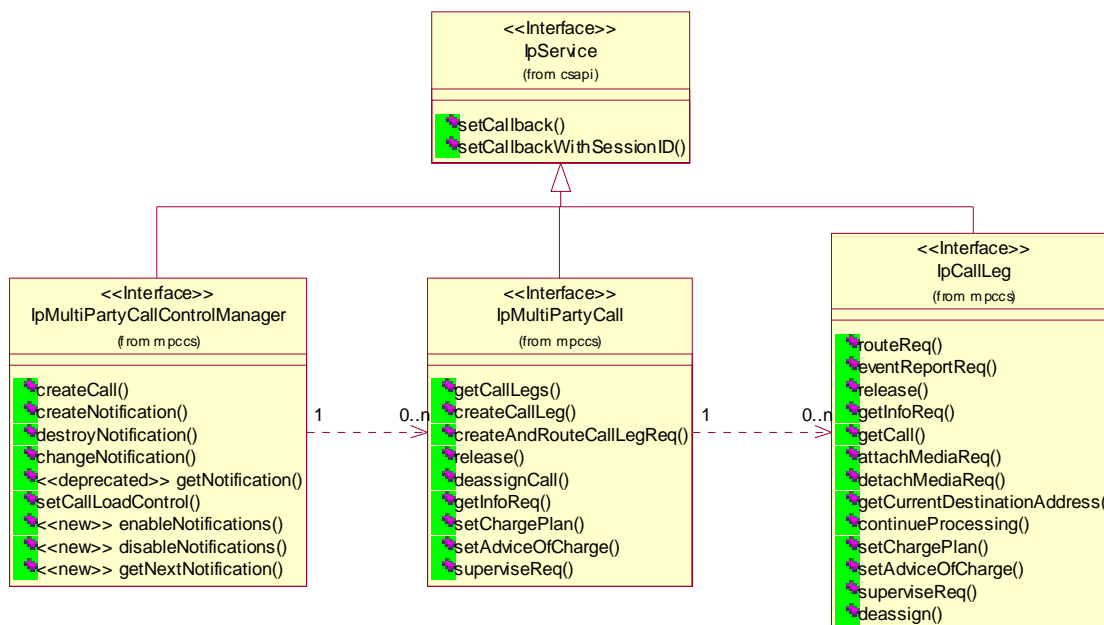 <<Interface>>
IpService
(from csapi)
setCallback()
setCallbackWithSessionID()
<<Interface>>
IpMultiPartyCallControlManager
(from mpccs)
createCall()
createNotification()
destroyNotification()
changeNotification()
<<deprecated>> getNotification()
setCallLoadControl()
<<new>> enableNotifications()
<<new>> disableNotifications()
<<new>> getNextNotification()
1
0..n
<<Interface>>
IpMultiPartyCall
(from mpccs)
getCallLegs()
createCallLeg()
createAndRouteCallLegReq()
release()
deassignCall()
getInfoReq()
setChargePlan()
setAdviceOfCharge()
superviseReq()
1
0..n
<<Interface>>
IpCallLeg
(from mpccs)
routeReq()
eventReportReq()
release()
getInfoReq()
getCall()
attachMediaReq()
detachMediaReq()
getCurrentDestinationAddress(
continueProcessing()
setChargePlan()
setAdviceOfCharge()
superviseReq()
deassign()